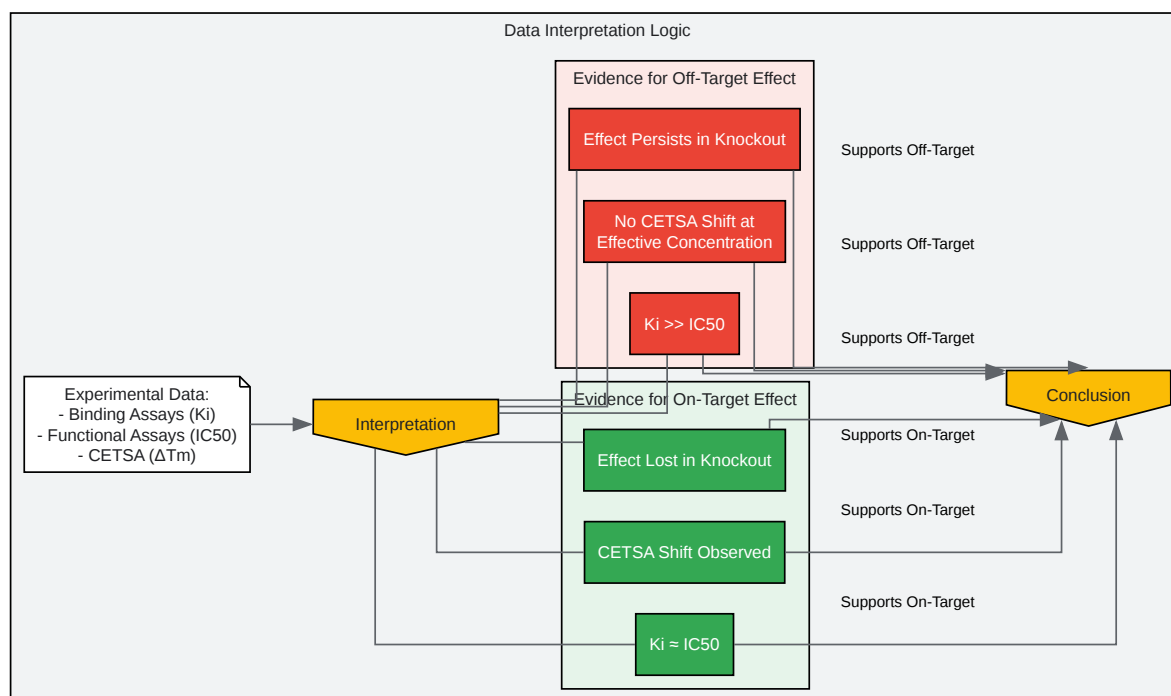 Data Interpretation Logic
Evidence for Off-Target Effect
Effect Persists in Knockout
Supports Off-Target
No CETSA Shift at
Effective Concentration
Supports Off-Target
Ki >> IC50
Supports Off-Target
Experimental Data:
- Binding Assays (Ki)
- Functional Assays (IC50)
- CETSA (ΔTm)
Interpretation
Evidence for On-Target Effect
Conclusion
Effect Lost in Knockout
Supports On-Target
CETSA Shift Observed
Supports On-Target
Ki ≈ IC50
Supports On-Target